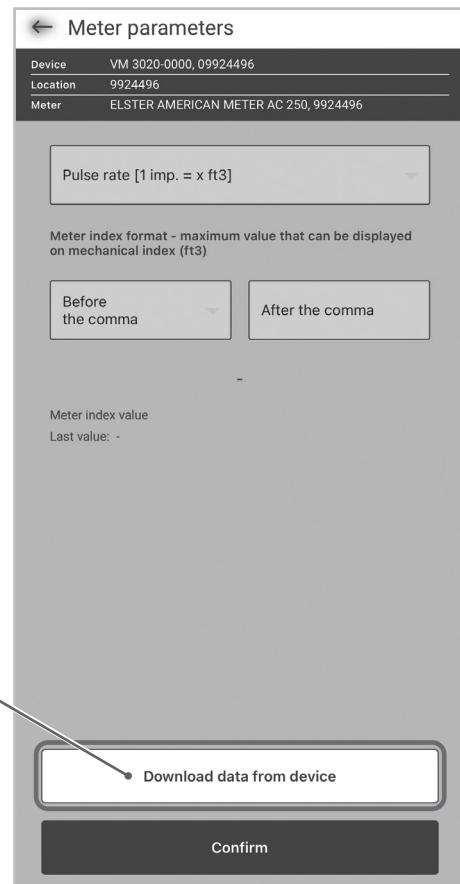 ← Meter parameters
Device VM 3020-0000, 09924496
Location 9924496
Meter ELSTER AMERICAN METER AC 250, 9924496
Pulse rate [1 imp. = x ft3]
Meter index format - maximum value that can be displayed
on mechanical index (ft3)
Before
the comma
After the comma
-
Meter index value
Last value: -
Download data from device
Confirm